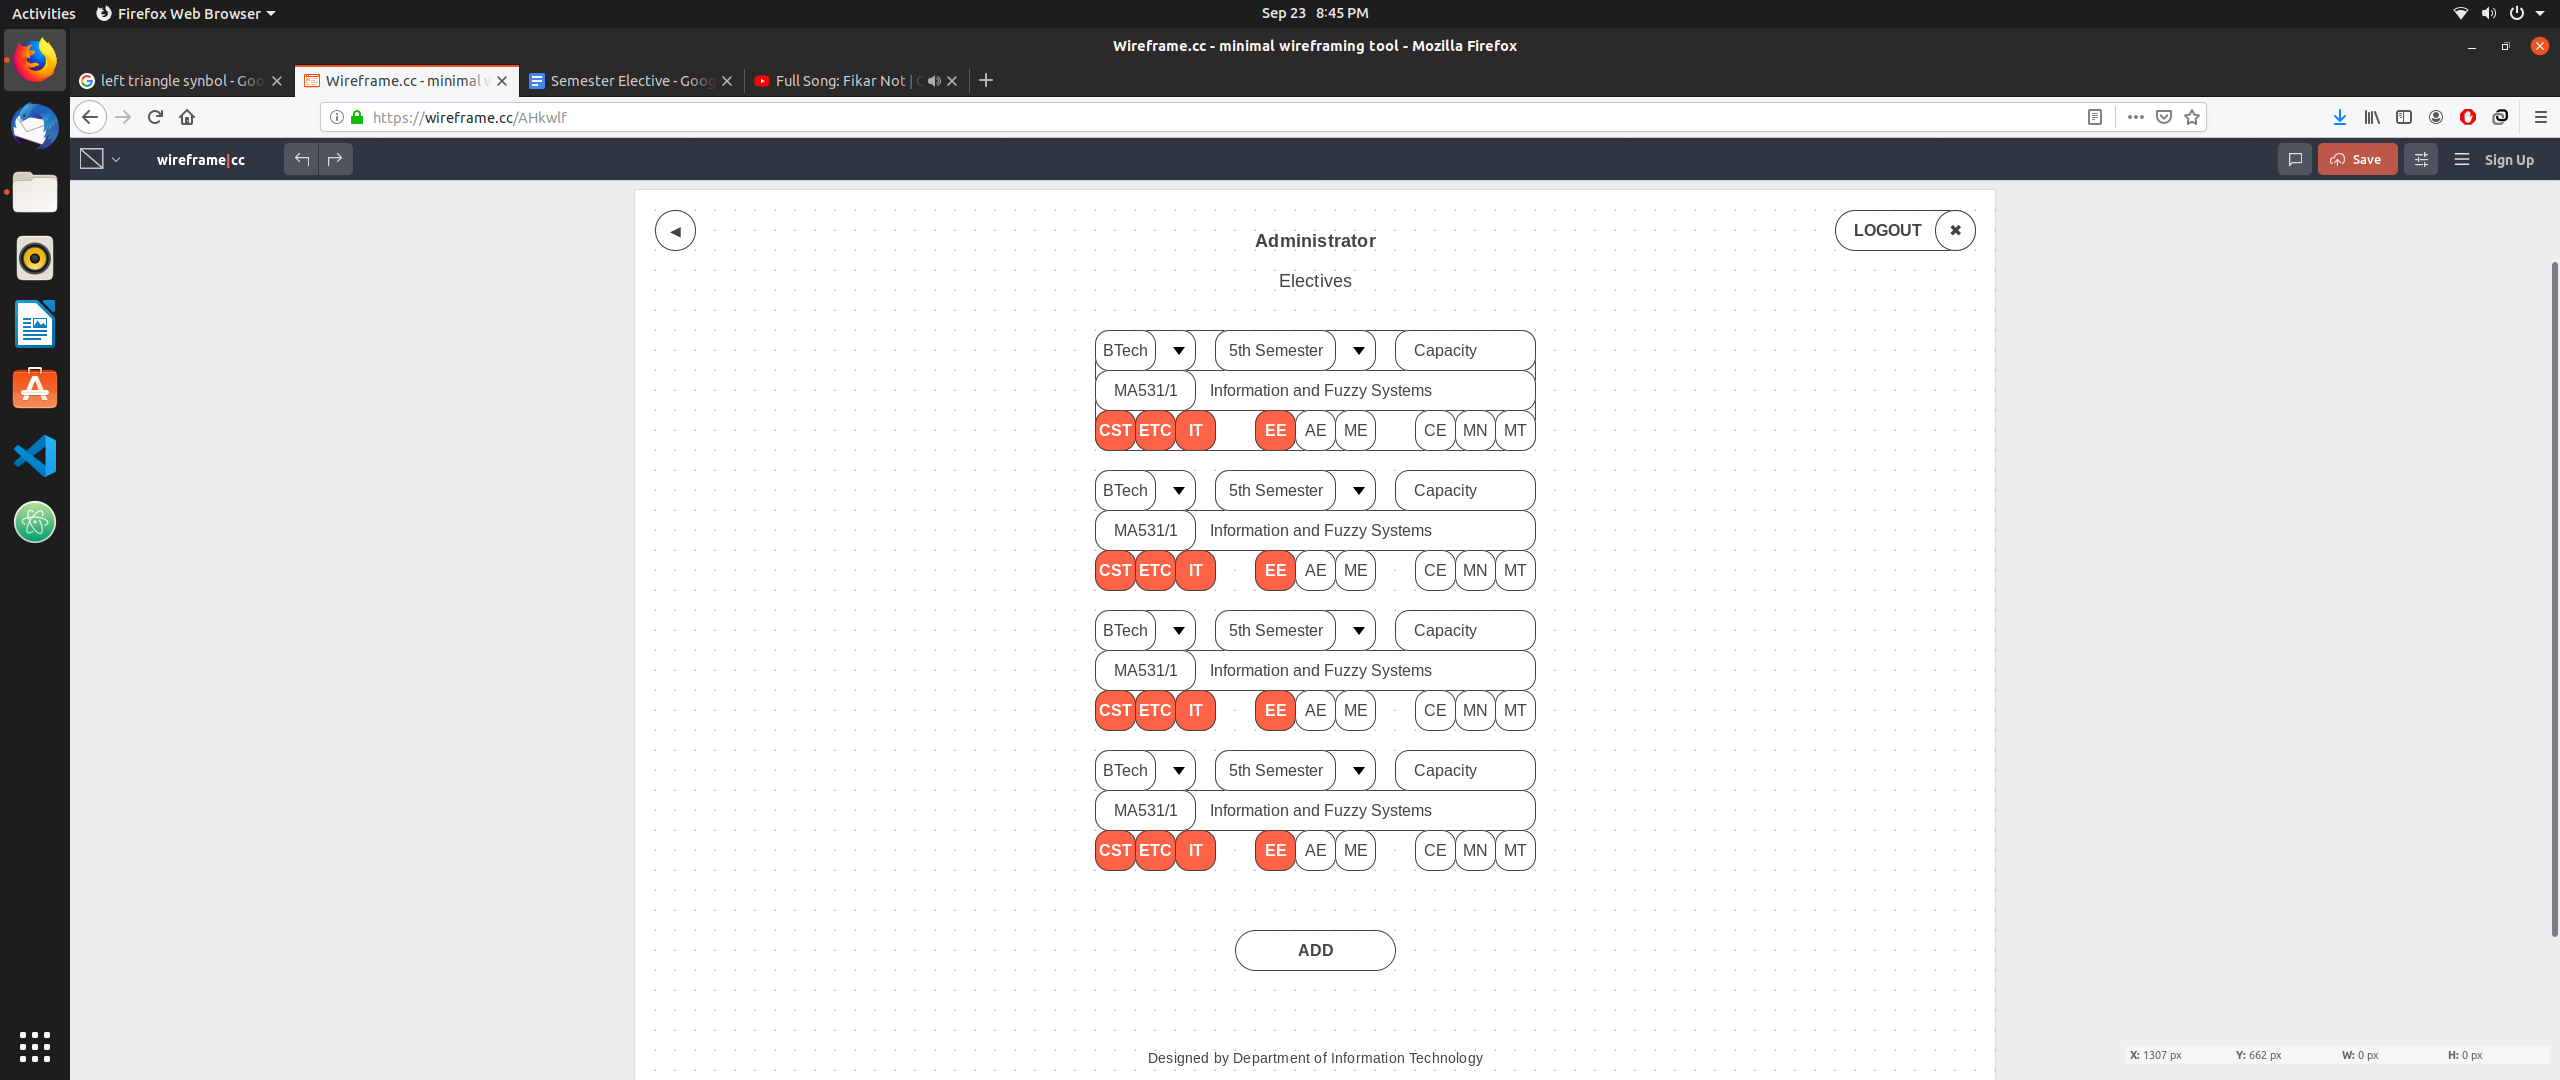 Activities Firefox Web Browser Sep 23 8:45 PM
Wireframe.cc - minimal wireframing tool - Mozilla Firefox
left triangle synbol - Goo Wireframe.cc - minimal w Semester Elective - Goog Full Song: Fikar Not |
https://wireframe.cc/AHkwlf
wireframe|cc Save Sign Up
LOGOUT ✖
Administrator
Electives
BTech 5th Semester Capacity
MA531/1 Information and Fuzzy Systems
CST ETC IT EE AE ME CE MN MT
BTech 5th Semester Capacity
MA531/1 Information and Fuzzy Systems
CST ETC IT EE AE ME CE MN MT
BTech 5th Semester Capacity
MA531/1 Information and Fuzzy Systems
CST ETC IT EE AE ME CE MN MT
BTech 5th Semester Capacity
MA531/1 Information and Fuzzy Systems
CST ETC IT EE AE ME CE MN MT
ADD
Designed by Department of Information Technology
X: 1307 px Y: 662 px W: 0 px H: 0 px